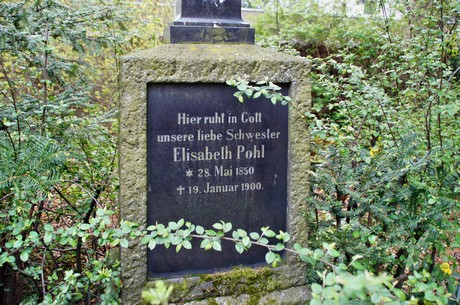 Hier ruht in Gott
unsere liebe Schwester
Elisabeth Pohl
* 28. Mai 1850
† 19. Januar 1900.